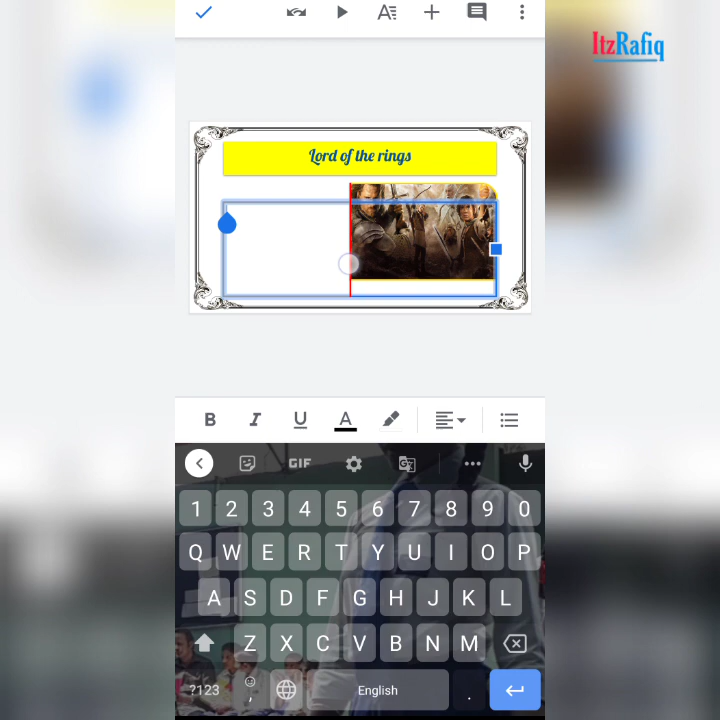 ItzRafiq
A
Lord of the rings
B I U A
GIF
1 2 3 4 5 6 7 8 9 0
Q W E R T Y U I O P
A S D F G H J K L
Z X C V B N M
?123 , English .